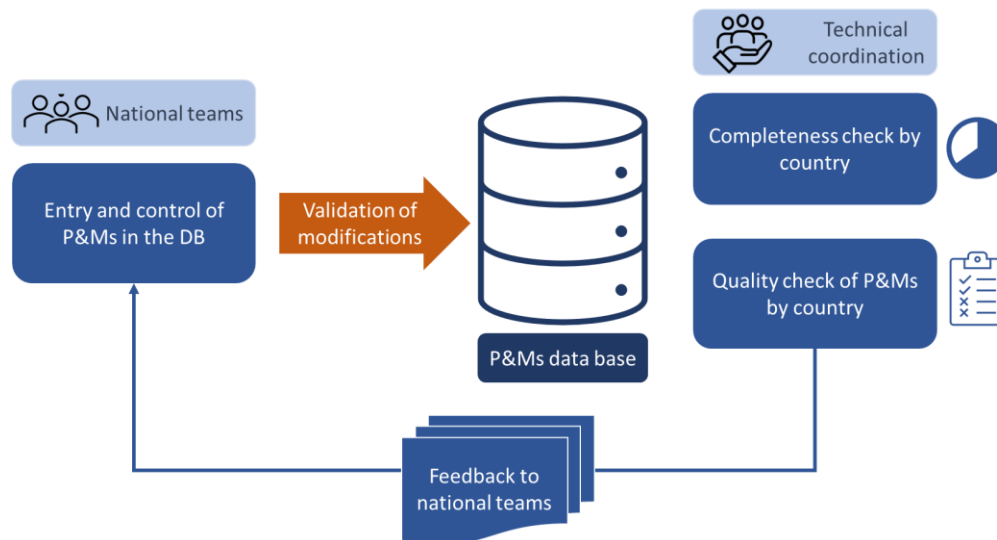 National teams
Entry and control of
P&Ms in the DB
Validation of
modifications
P&Ms data base
Technical
coordination
Completeness check by
country
Quality check of P&Ms
by country
Feedback to
national teams